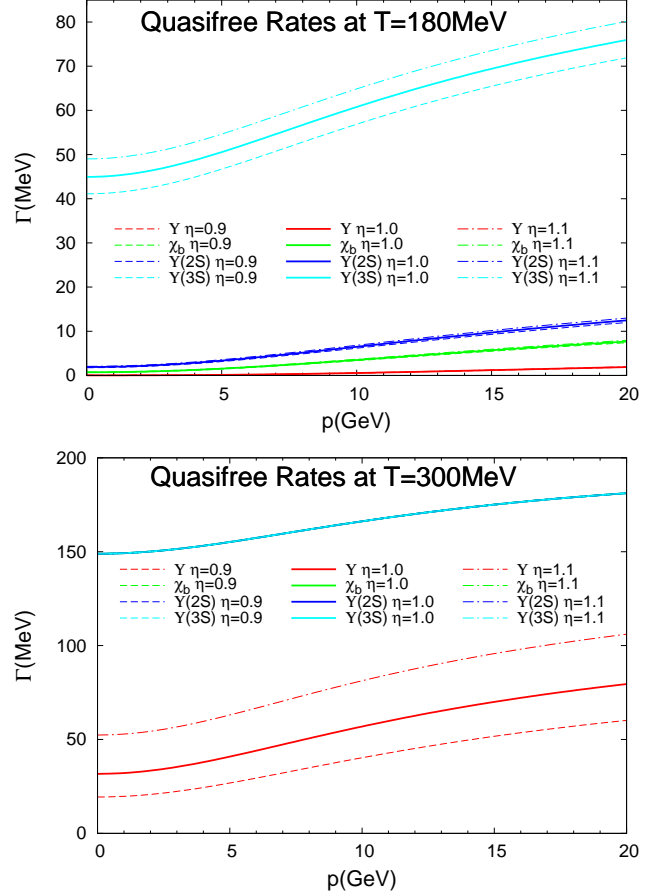 Quasifree Rates at T=180MeV
80
70
60
50
40
30
20
10
0
Γ(MeV)
Υ η=0.9 Υ η=1.0 Υ η=1.1
χb η=0.9 χb η=1.0 χb η=1.1
Υ(2S) η=0.9 Υ(2S) η=1.0 Υ(2S) η=1.1
Υ(3S) η=0.9 Υ(3S) η=1.0 Υ(3S) η=1.1
0 5 10 15 20
p(GeV)
Quasifree Rates at T=300MeV
200
150
100
50
0
Γ(MeV)
Υ η=0.9 Υ η=1.0 Υ η=1.1
χb η=0.9 χb η=1.0 χb η=1.1
Υ(2S) η=0.9 Υ(2S) η=1.0 Υ(2S) η=1.1
Υ(3S) η=0.9 Υ(3S) η=1.0 Υ(3S) η=1.1
0 5 10 15 20
p(GeV)